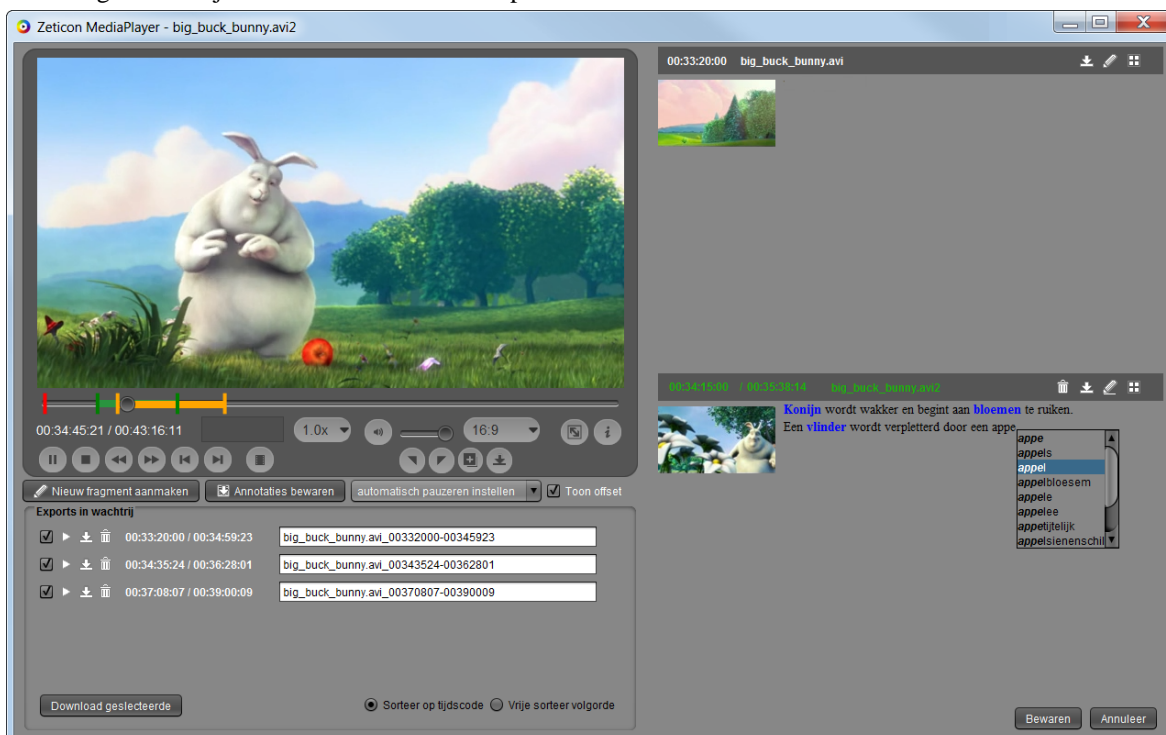 Zeticon MediaPlayer - big_buck_bunny.avi2
00:33:20:00 big_buck_bunny.avi
00:34:15:00 / 00:35:38:14 big_buck_bunny.avi2
Konijn wordt wakker en begint aan bloemen te ruiken.
Een vlinder wordt verpletterd door een appe
appe
appels
appel
appelbloesem
appele
appelee
appetijtelijk
appelsienenschil
00:34:45:21 / 00:43:16:11
1.0x
16:9
Nieuw fragment aanmaken
Annotaties bewaren
automatisch pauzeren instellen
Toon offset
Exports in wachtrij
00:33:20:00 / 00:34:59:23 big_buck_bunny.avi_00332000-00345923
00:34:35:24 / 00:36:28:01 big_buck_bunny.avi_00343524-00362801
00:37:08:07 / 00:39:00:09 big_buck_bunny.avi_00370807-00390009
Download geslecteerde
Sorteer op tijdscode
Vrije sorteer volgorde
Bewaren
Annuleer